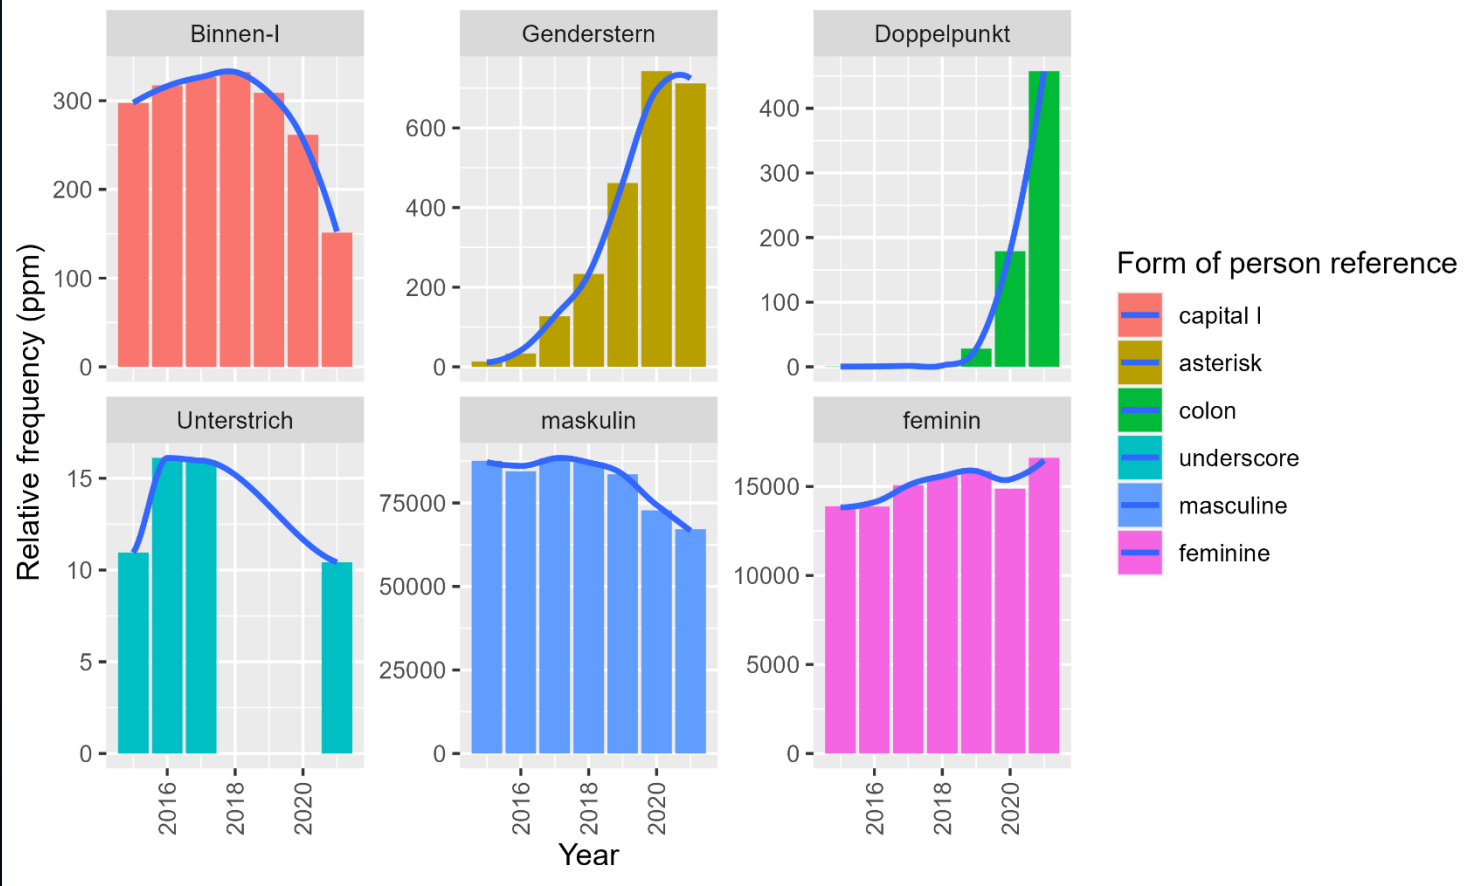 Binnen-I
Genderstern
Doppelpunkt
300
200
100
0
600
400
200
0
400
300
200
100
0
Unterstrich
maskulin
feminin
15
10
5
0
75000
50000
25000
0
15000
10000
5000
0
2016
2018
2020
2016
2018
2020
2016
2018
2020
Year
Relative frequency (ppm)
Form of person reference
capital I
asterisk
colon
underscore
masculine
feminine